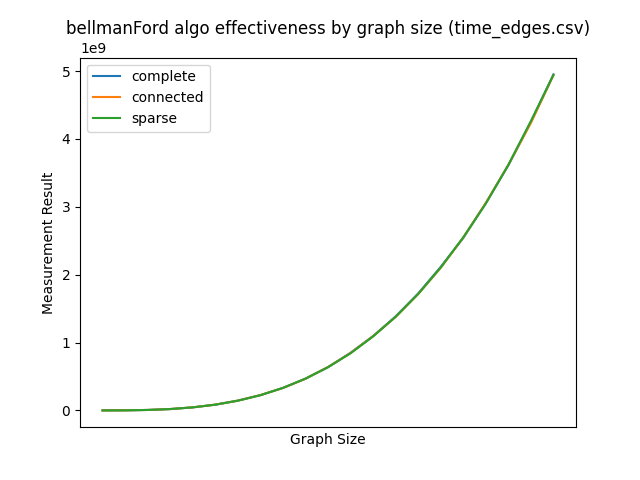 bellmanFord algo effectiveness by graph size (time_edges.csv)
1e9
complete
connected
sparse
5
4
3
2
1
0
Measurement Result
Graph Size